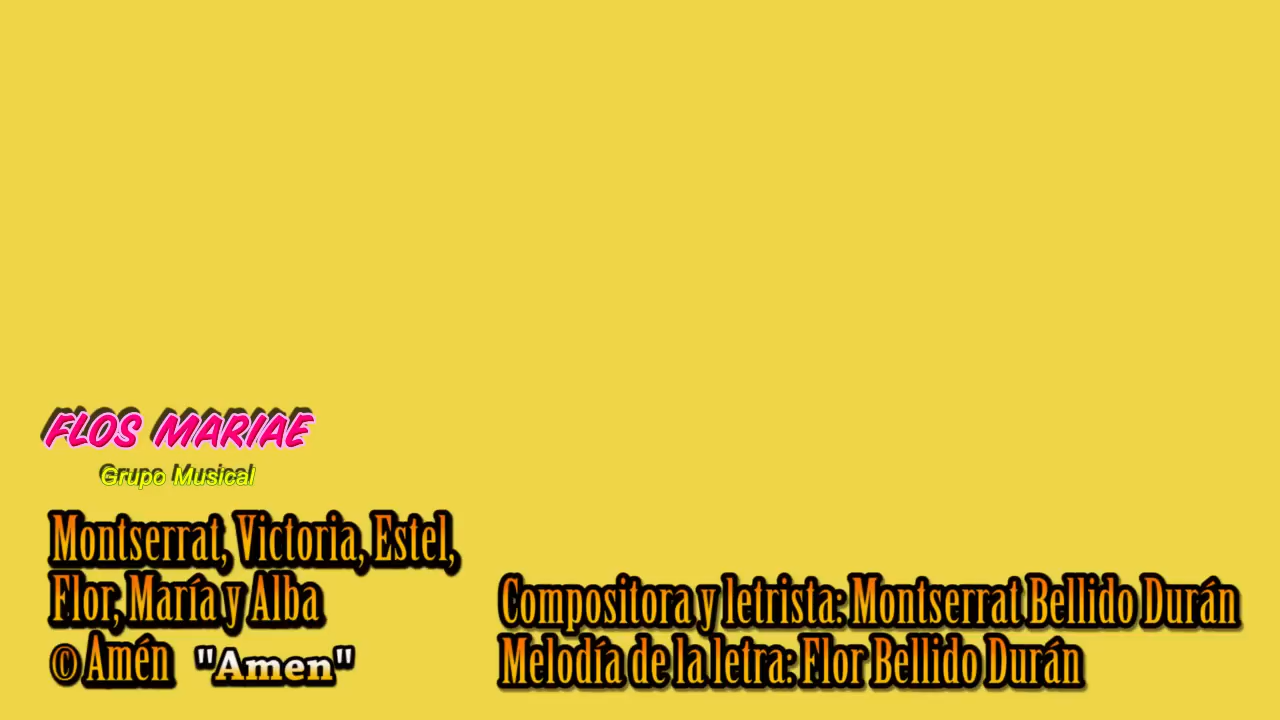 FLOS MARIAE
Grupo Musical
Montserrat, Victoria, Estel,
Flor, María y Alba
© Amén "Amen"
Compositora y letrista: Montserrat Bellido Durán
Melodía de la letra: Flor Bellido Durán